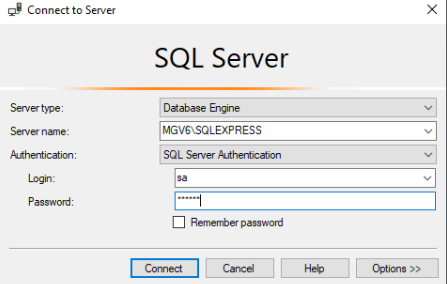 Connect to Server
SQL Server
Server type: Database Engine
Server name: MGV6\SQLEXPRESS
Authentication: SQL Server Authentication
Login: sa
Password: ******
Remember password
Connect Cancel Help Options >>